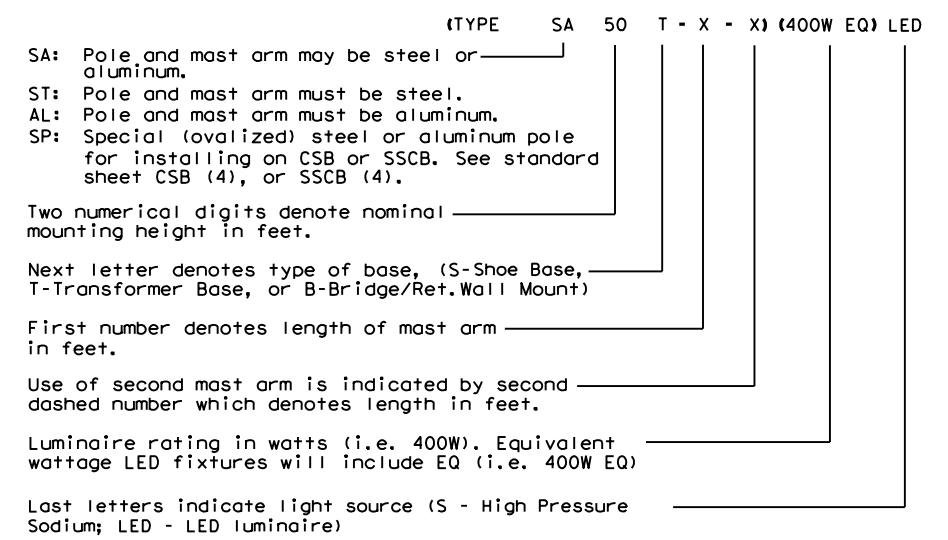 (TYPE SA 50 T - X - X) (400W EQ) LED
SA: Pole and mast arm may be steel or
aluminum.
ST: Pole and mast arm must be steel.
AL: Pole and mast arm must be aluminum.
SP: Special (ovalized) steel or aluminum pole
for installing on CSB or SSCB. See standard
sheet CSB (4), or SSCB (4).
Two numerical digits denote nominal
mounting height in feet.
Next letter denotes type of base, (S-Shoe Base,
T-Transformer Base, or B-Bridge/Ret.Wall Mount)
First number denotes length of mast arm
in feet.
Use of second mast arm is indicated by second
dashed number which denotes length in feet.
Luminaire rating in watts (i.e. 400W). Equivalent
wattage LED fixtures will include EQ (i.e. 400W EQ)
Last letters indicate light source (S - High Pressure
Sodium; LED - LED luminaire)